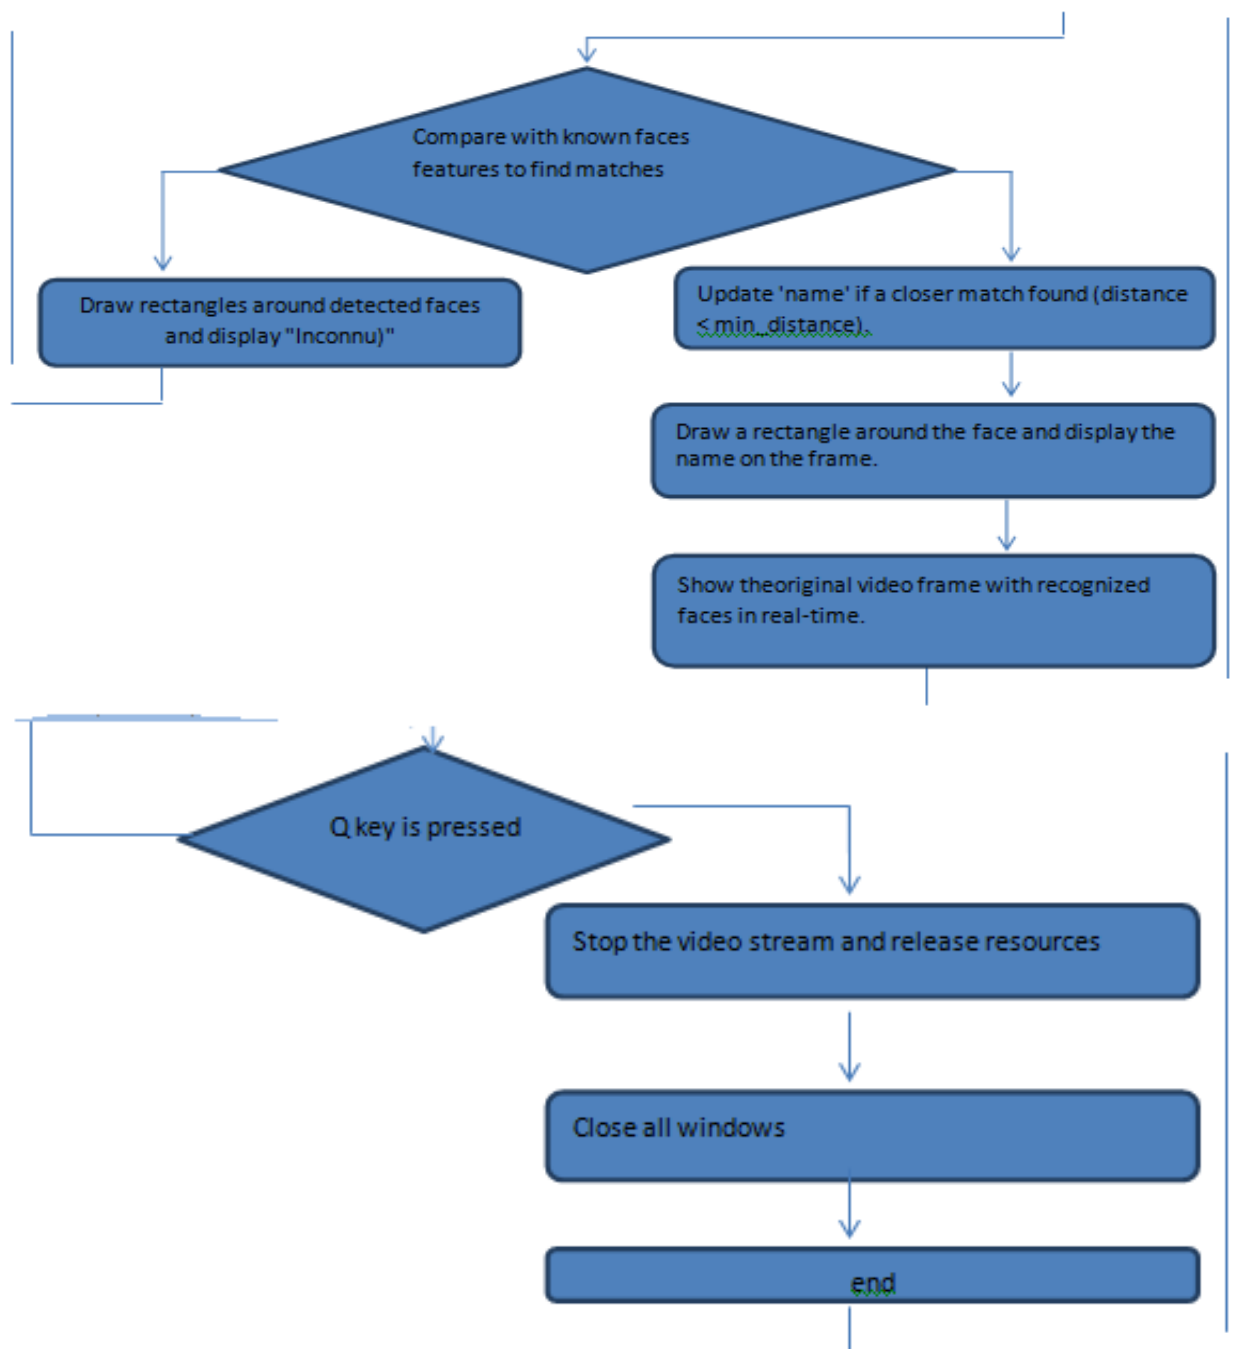 Compare with known faces
features to find matches
Draw rectangles around detected faces
and display "Inconnu)"
Update 'name' if a closer match found (distance
< min_distance).
Draw a rectangle around the face and display the
name on the frame.
Show theoriginal video frame with recognized
faces in real-time.
Q key is pressed
Stop the video stream and release resources
Close all windows
end